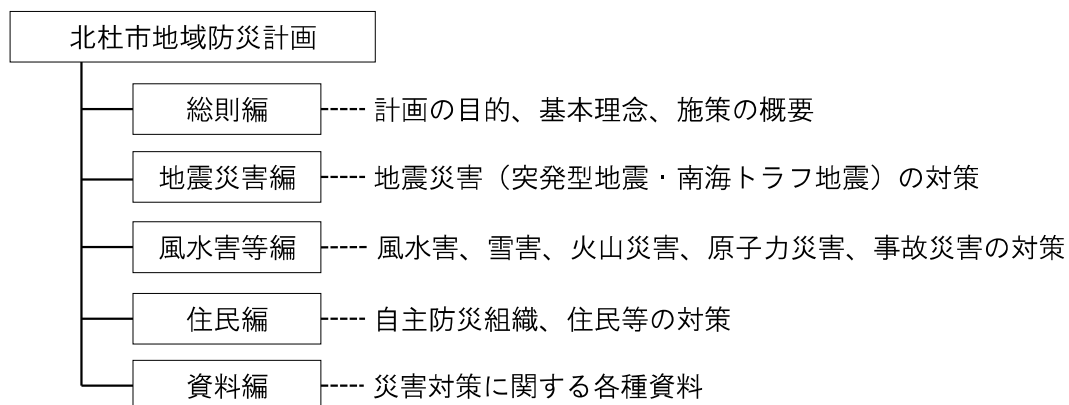 北杜市地域防災計画
総則編 計画の目的、基本理念、施策の概要
地震災害編 地震災害（突発型地震・南海トラフ地震）の対策
風水害等編 風水害、雪害、火山災害、原子力災害、事故災害の対策
住民編 自主防災組織、住民等の対策
資料編 災害対策に関する各種資料